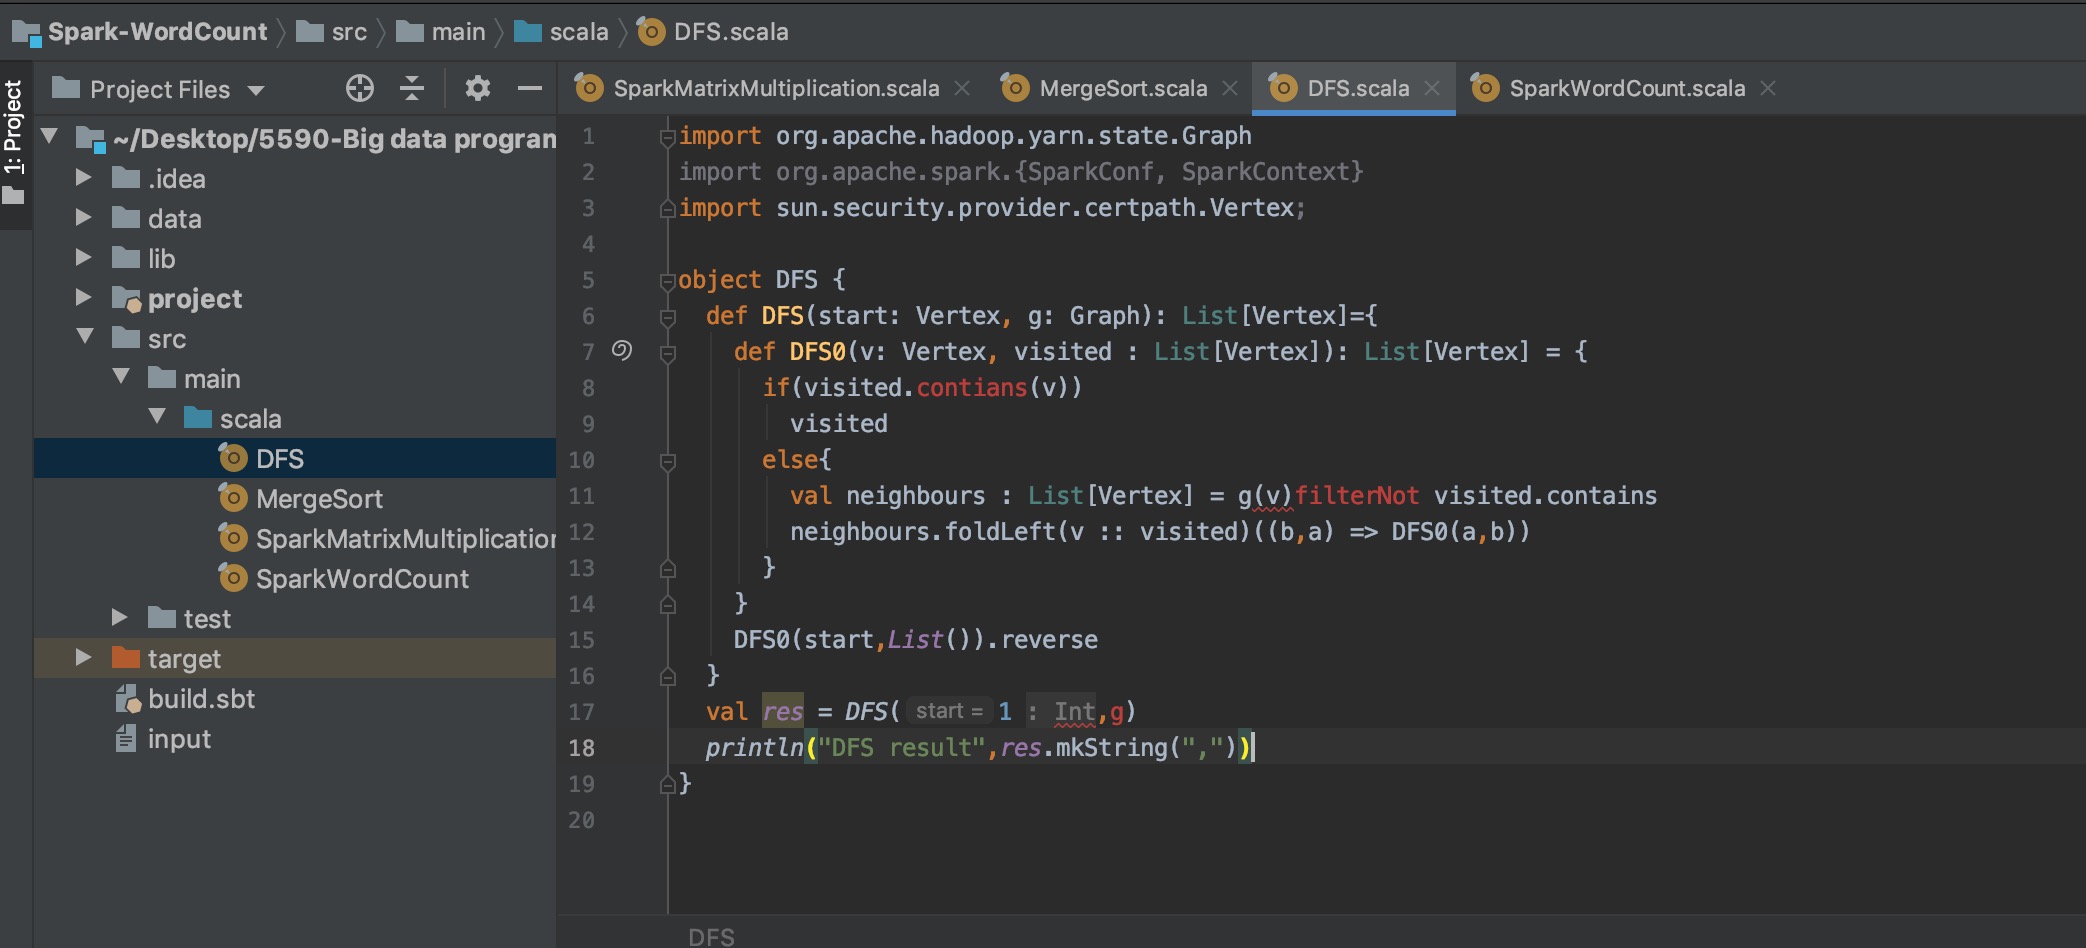 Spark-WordCount src main scala DFS.scala
1: Project
Project Files
SparkMatrixMultiplication.scala MergeSort.scala DFS.scala SparkWordCount.scala
~/Desktop/5590-Big data progran
.idea
data
lib
project
src
main
scala
DFS
MergeSort
SparkMatrixMultiplication
SparkWordCount
test
target
build.sbt
input
1 import org.apache.hadoop.yarn.state.Graph
2 import org.apache.spark.{SparkConf, SparkContext}
3 import sun.security.provider.certpath.Vertex;
4
5 object DFS {
6 def DFS(start: Vertex, g: Graph): List[Vertex]={
7 def DFS0(v: Vertex, visited : List[Vertex]): List[Vertex] = {
8 if(visited.contians(v))
9 visited
10 else{
11 val neighbours : List[Vertex] = g(v)filterNot visited.contains
12 neighbours.foldLeft(v :: visited)((b,a) => DFS0(a,b))
13 }
14 }
15 DFS0(start,List()).reverse
16 }
17 val res = DFS( start = 1 : Int,g)
18 println("DFS result",res.mkString(","))
19 }
20
DFS